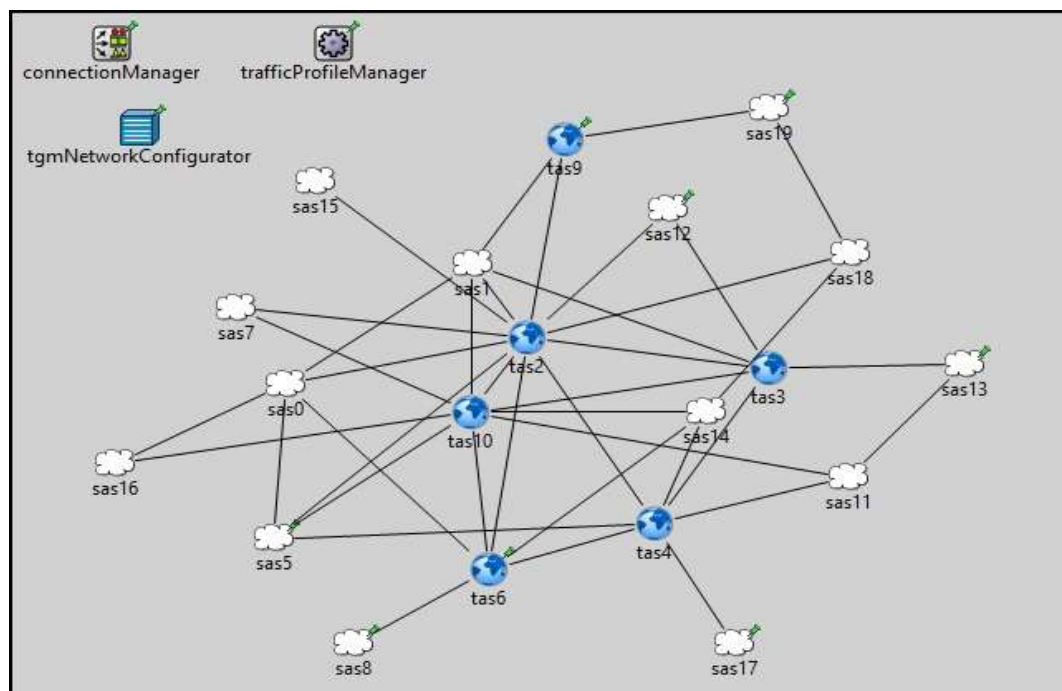 connectionManager
trafficProfileManager
tgmNetworkConfigurator
sas19
tas9
sas15
sas12
sas1
sas18
sas7
tas2
sas0
tas3
sas13
tas10
sas14
sas16
sas11
sas5
tas4
tas6
sas8
sas17